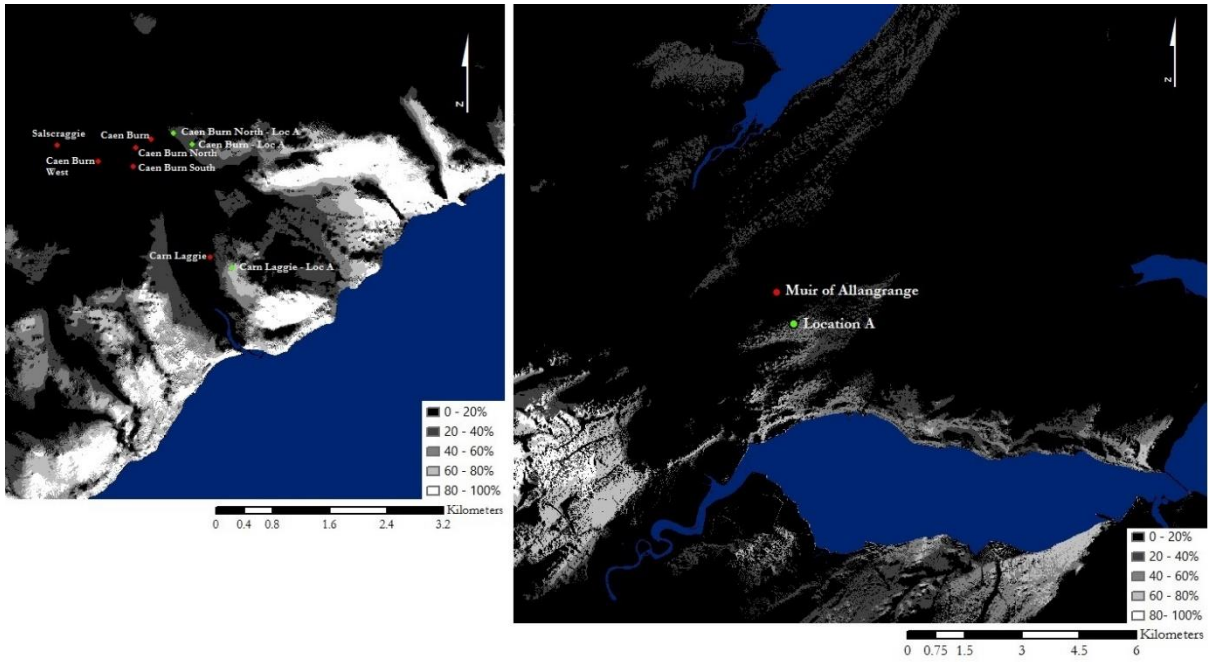 N
Salscraggie
Caen Burn
Caen Burn North - Loc A
Caen Burn - Loc A
Caen Burn North
Caen Burn
West
Caen Burn South
Carn Laggie
Carn Laggie - Loc A
0 - 20%
20 - 40%
40 - 60%
60 - 80%
80 - 100%
Kilometers
0 0.4 0.8 1.6 2.4 3.2
N
Muir of Allangrange
Location A
0 - 20%
20 - 40%
40 - 60%
60 - 80%
80- 100%
Kilometers
0 0.75 1.5 3 4.5 6